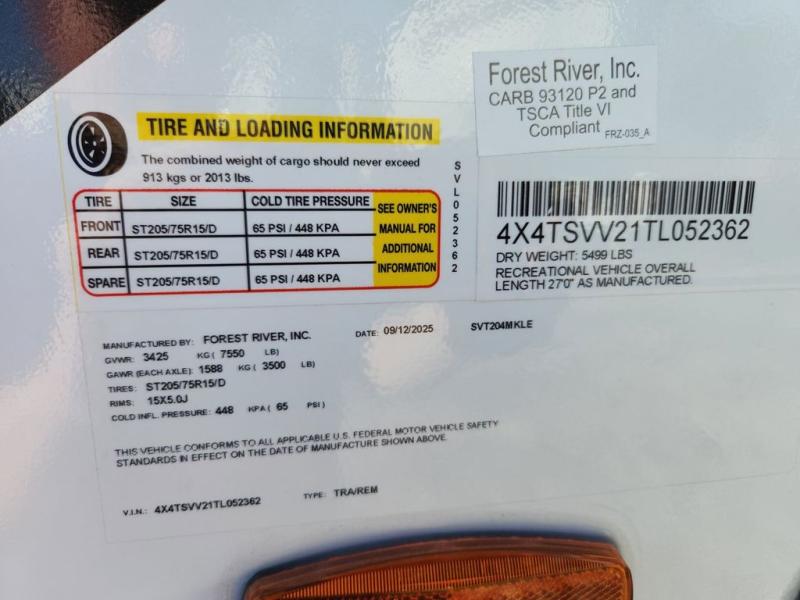 Forest River, Inc.
CARB 93120 P2 and
TSCA Title VI
Compliant
FRZ-035_A
TIRE AND LOADING INFORMATION
The combined weight of cargo should never exceed
913 kgs or 2013 lbs.
TIRE SIZE COLD TIRE PRESSURE
FRONT ST205/75R15/D 65 PSI / 448 KPA
REAR ST205/75R15/D 65 PSI / 448 KPA
SPARE ST205/75R15/D 65 PSI / 448 KPA
SEE OWNER'S
MANUAL FOR
ADDITIONAL
INFORMATION
SVL052362
4X4TSVV21TL052362
DRY WEIGHT: 5499 LBS
RECREATIONAL VEHICLE OVERALL
LENGTH 27'0" AS MANUFACTURED.
MANUFACTURED BY: FOREST RIVER, INC. DATE: 09/12/2025 SVT204MKLE
GVWR: 3425 KG( 7550 LB)
GAWR (EACH AXLE): 1588 KG( 3500 LB)
TIRES: ST205/75R15/D
RIMS: 15X5.0J
COLD INFL. PRESSURE: 448 KPA( 65 PSI)
THIS VEHICLE CONFORMS TO ALL APPLICABLE U.S. FEDERAL MOTOR VEHICLE SAFETY
STANDARDS IN EFFECT ON THE DATE OF MANUFACTURE SHOWN ABOVE.
V.I.N.: 4X4TSVV21TL052362 TYPE: TRA/REM